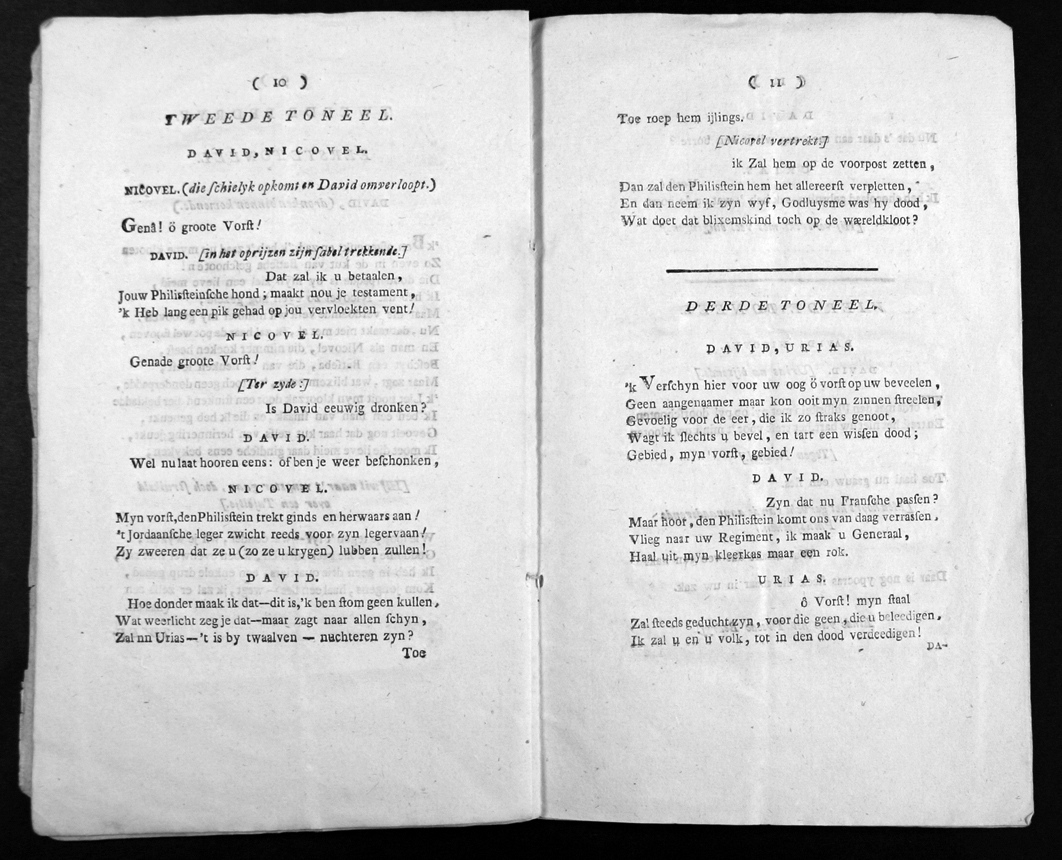 ( 10 )
TWEEDE TONEEL.
DAVID, NICOVEL.
NICOVEL. (die ſchielyk opkomt en David omverloopt.)
Genâ! ô groote Vorſt!
DAVID. [in het oprijzen zijn ſabel trekkende.]
Dat zal ik u betaalen,
Jouw Philisteinſche hond; maakt nou je testament,
'k Heb lang een pik gehad op jou vervloekten vent!
NICOVEL.
Genade groote Vorſt!
[Ter zyde:]
Is David eeuwig dronken?
DAVID.
Wel nu laat hooren eens: óf ben je weer beſchonken,
NICOVEL.
Myn vorſt, den Philisſtein trekt ginds en herwaars aan!
't Jordaanſche leger zwicht reeds voor zyn legervaan!
Zy zweeren dat ze u (zo ze u krygen) lubben zullen!
DAVID.
Hoe donder maak ik dat—dit is, 'k ben ſtom geen kullen,
Wat weerlicht zeg je dat—maar zagt naar allen ſchyn,
Zal nn Urias—'t is by twaalven — nuchteren zyn?
Toe
( 11 )
Toe roep hem ijlings.
[Nicovel vertrekt:]
ik Zal hem op de voorpost zetten,
Dan zal den Philisſtein hem het allereerſt verpletten,
En dan neem ik zyn wyf, Godluysme was hy dood,
Wat doet dat blixemskind toch op de wæreldkloot?
DERDE TONEEL.
DAVID, URIAS.
'k Verſchyn hier voor uw oog ô vorſt op uw beveelen,
Geen aangenaamer maar kon ooit myn zinnen ſtreelen,
Gevoelig voor de eer, die ik zo ſtraks genoot,
Wagt ik ſlechts u bevel, en tart een wisſen dood;
Gebied, myn vorſt, gebied!
DAVID.
Zyn dat nu Franſche pasſen?
Maar hoor, den Philisſtein komt ons van daag verrasſen,
Vlieg naar uw Regiment, ik maak u Generaal,
Haal uit myn kleerkas maar een rok.
URIAS.
ô Vorſt! myn ſtaal
Zal ſteeds geducht zyn, voor die geen, die u beleedigen,
Ik zal u en u volk, tot in den dood verdeedigen!
DA-